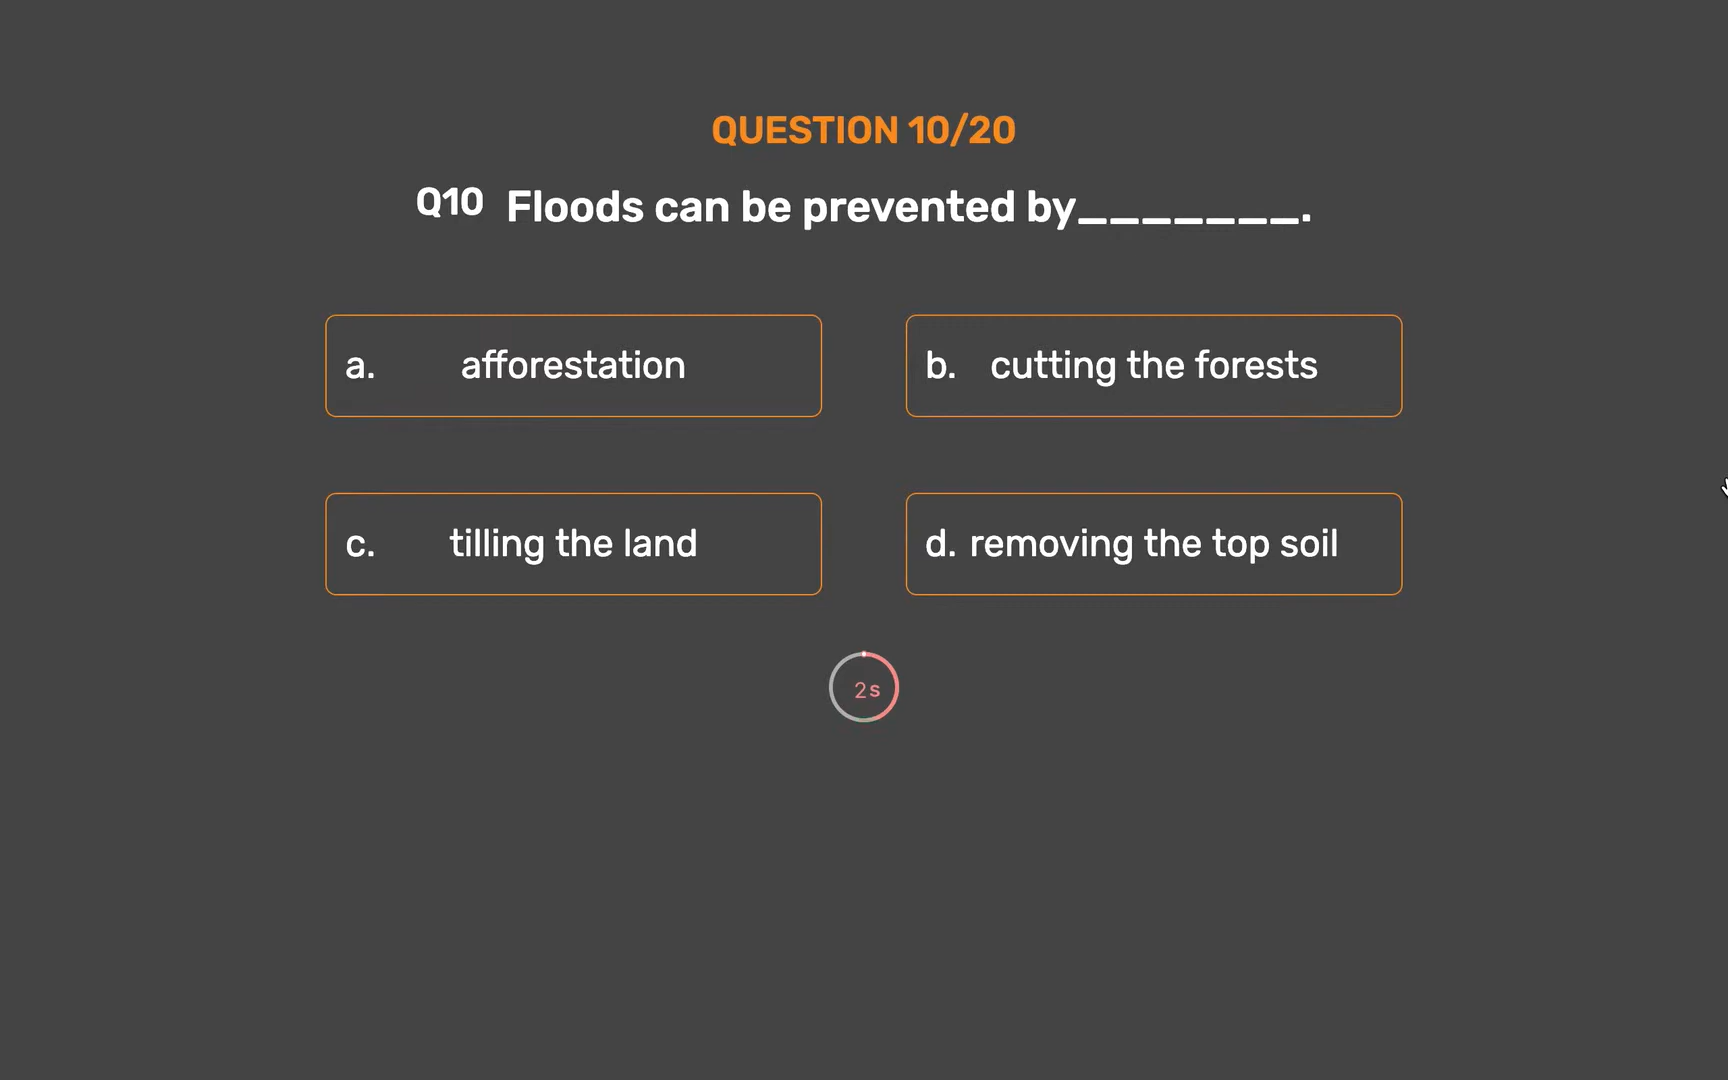 QUESTION 10/20
Q10 Floods can be prevented by_______.
a. afforestation
b. cutting the forests
c. tilling the land
d. removing the top soil
2s